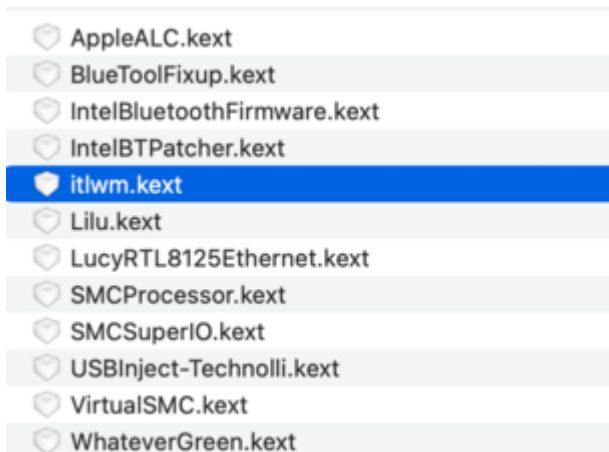 AppleALC.kext
BlueToolFixup.kext
IntelBluetoothFirmware.kext
IntelBTPatcher.kext
itlwm.kext
Lilu.kext
LucyRTL8125Ethernet.kext
SMCProcessor.kext
SMCSuperIO.kext
USBInject-Technolli.kext
VirtualSMC.kext
WhateverGreen.kext